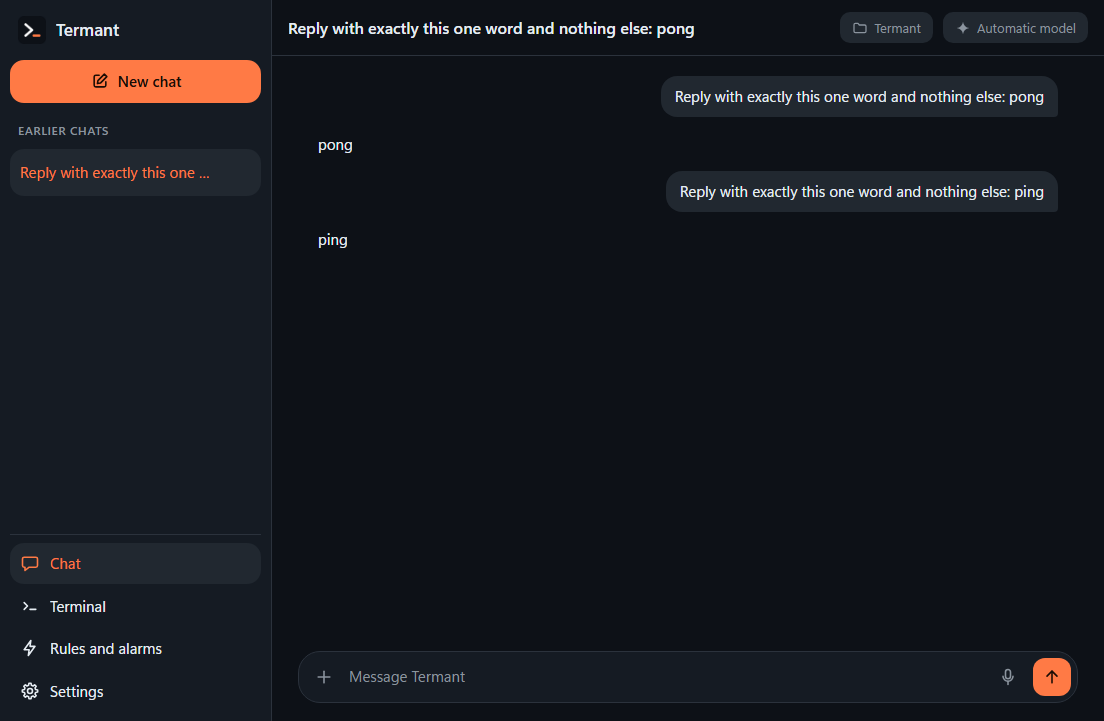 Termant
New chat
EARLIER CHATS
Reply with exactly this one ...
Chat
Terminal
Rules and alarms
Settings
Reply with exactly this one word and nothing else: pong
Termant
Automatic model
Reply with exactly this one word and nothing else: pong
pong
Reply with exactly this one word and nothing else: ping
ping
Message Termant